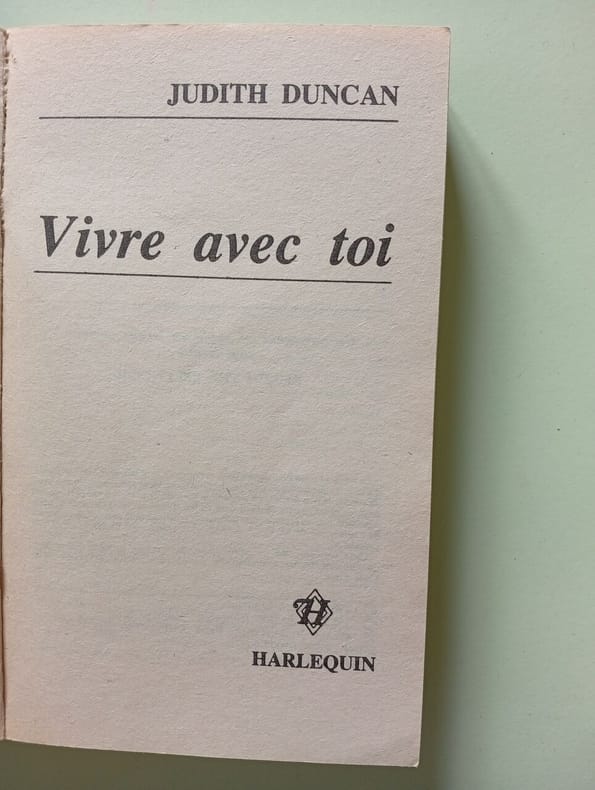 JUDITH DUNCAN
Vivre avec toi
H
HARLEQUIN